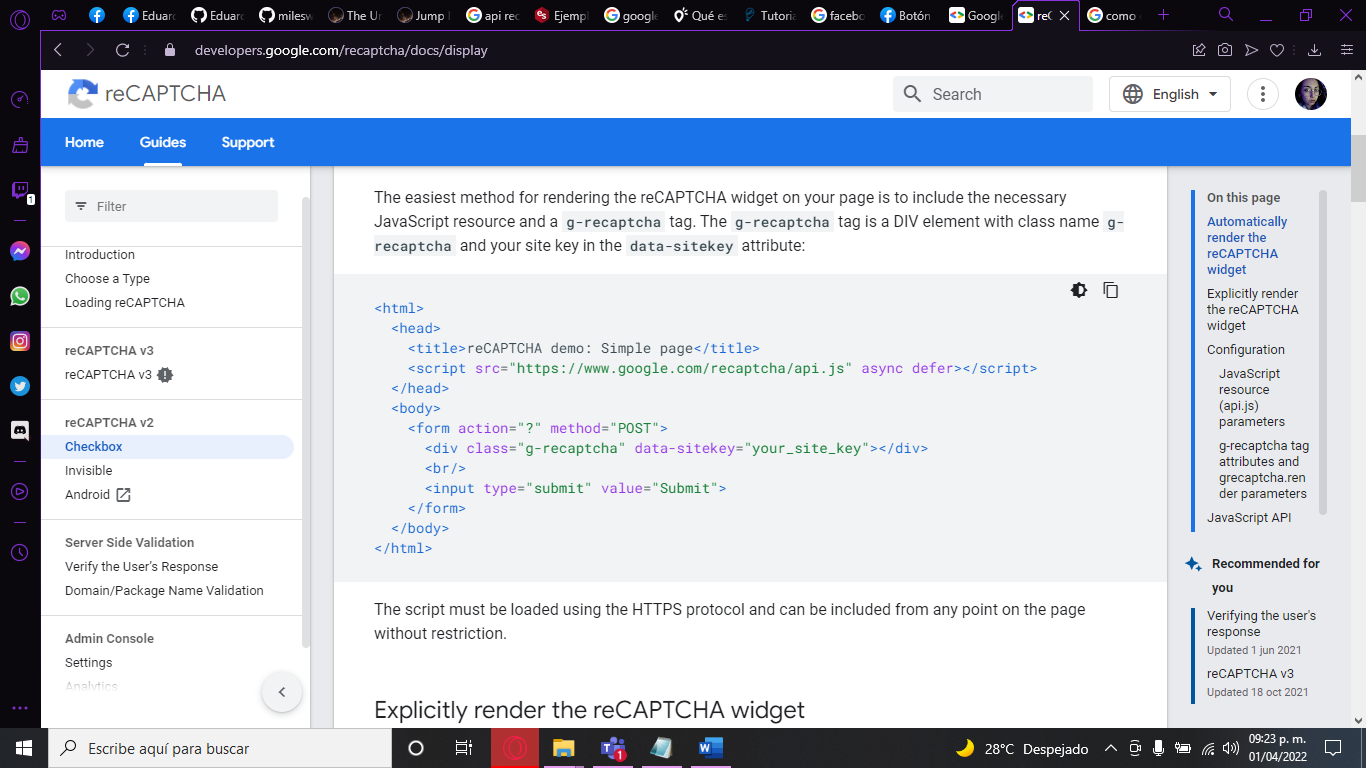 Eduar
Eduar
milesw
The Ur
Jump
api rec
Ejemp
google
Qué es
Tutoria
facebo
Botón
Google
reC
como
developers.google.com/recaptcha/docs/display
reCAPTCHA
Search
English
Home
Guides
Support
Filter
Introduction
Choose a Type
Loading reCAPTCHA
reCAPTCHA v3
reCAPTCHA v3
reCAPTCHA v2
Checkbox
Invisible
Android
Server Side Validation
Verify the User's Response
Domain/Package Name Validation
Admin Console
Settings
Analytics
The easiest method for rendering the reCAPTCHA widget on your page is to include the necessary
JavaScript resource and a g-recaptcha tag. The g-recaptcha tag is a DIV element with class name g-
recaptcha and your site key in the data-sitekey attribute:
<html>
<head>
<title>reCAPTCHA demo: Simple page</title>
<script src="https://www.google.com/recaptcha/api.js" async defer></script>
</head>
<body>
<form action="?" method="POST">
<div class="g-recaptcha" data-sitekey="your_site_key"></div>
<br/>
<input type="submit" value="Submit">
</form>
</body>
</html>
The script must be loaded using the HTTPS protocol and can be included from any point on the page
without restriction.
Explicitly render the reCAPTCHA widget
On this page
Automatically
render the
reCAPTCHA
widget
Explicitly render
the reCAPTCHA
widget
Configuration
JavaScript
resource
(api.js)
parameters
g-recaptcha tag
attributes and
grecaptcha.ren
der parameters
JavaScript API
Recommended for
you
Verifying the user's
response
Updated 1 jun 2021
reCAPTCHA v3
Updated 18 oct 2021
1
Escribe aquí para buscar
1
28°C Despejado
09:23 p. m.
01/04/2022